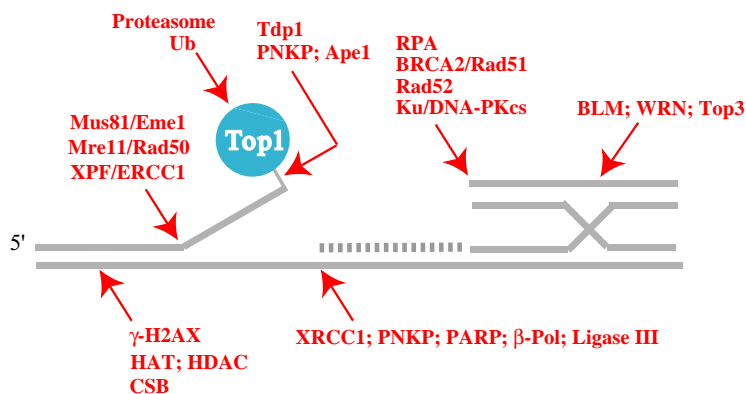 Proteasome
Ub
Tdp1
PNKP; Ape1
RPA
BRCA2/Rad51
Rad52
Ku/DNA-PKcs
BLM; WRN; Top3
Mus81/Eme1
Mre11/Rad50
XPF/ERCC1
Top1
5'
γ-H2AX
HAT; HDAC
CSB
XRCC1; PNKP; PARP; β-Pol; Ligase III